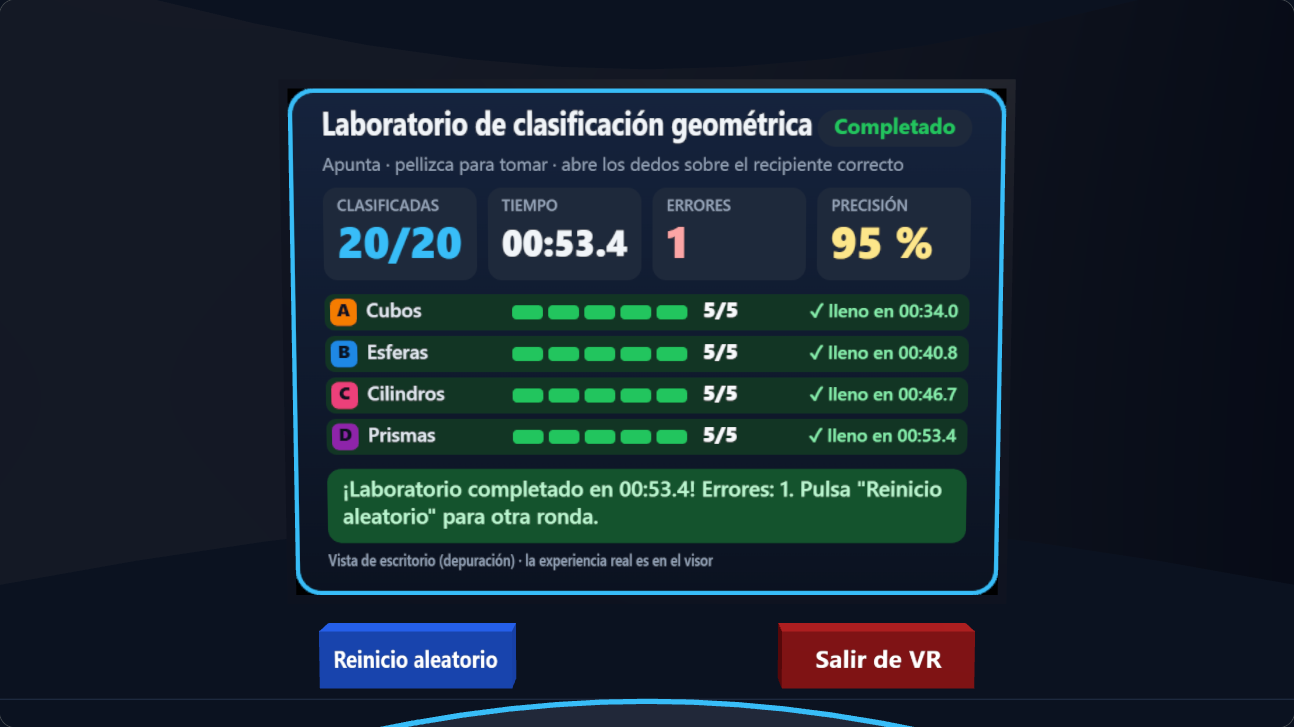 Laboratorio de clasificación geométrica Completado
Apunta · pellizca para tomar · abre los dedos sobre el recipiente correcto
CLASIFICADAS TIEMPO ERRORES PRECISIÓN
20/20 00:53.4 1 95 %
A Cubos 5/5 ✓ lleno en 00:34.0
B Esferas 5/5 ✓ lleno en 00:40.8
C Cilindros 5/5 ✓ lleno en 00:46.7
D Prismas 5/5 ✓ lleno en 00:53.4
¡Laboratorio completado en 00:53.4! Errores: 1. Pulsa "Reinicio
aleatorio" para otra ronda.
Vista de escritorio (depuración) · la experiencia real es en el visor
Reinicio aleatorio Salir de VR